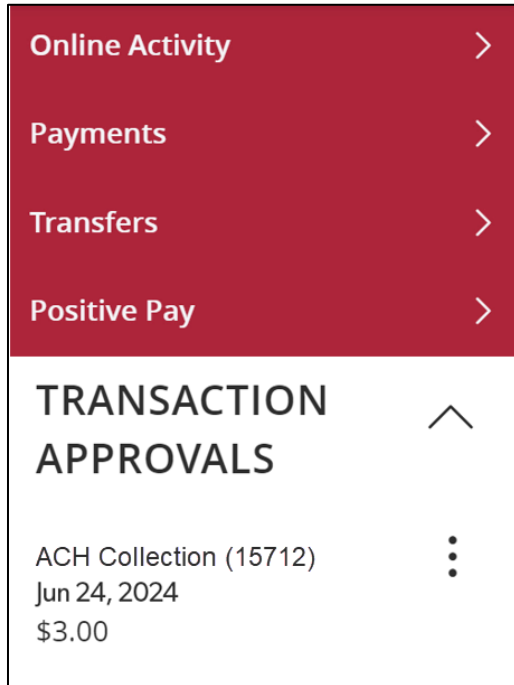 Online Activity
Payments
Transfers
Positive Pay
TRANSACTION
APPROVALS
ACH Collection (15712)
Jun 24, 2024
$3.00